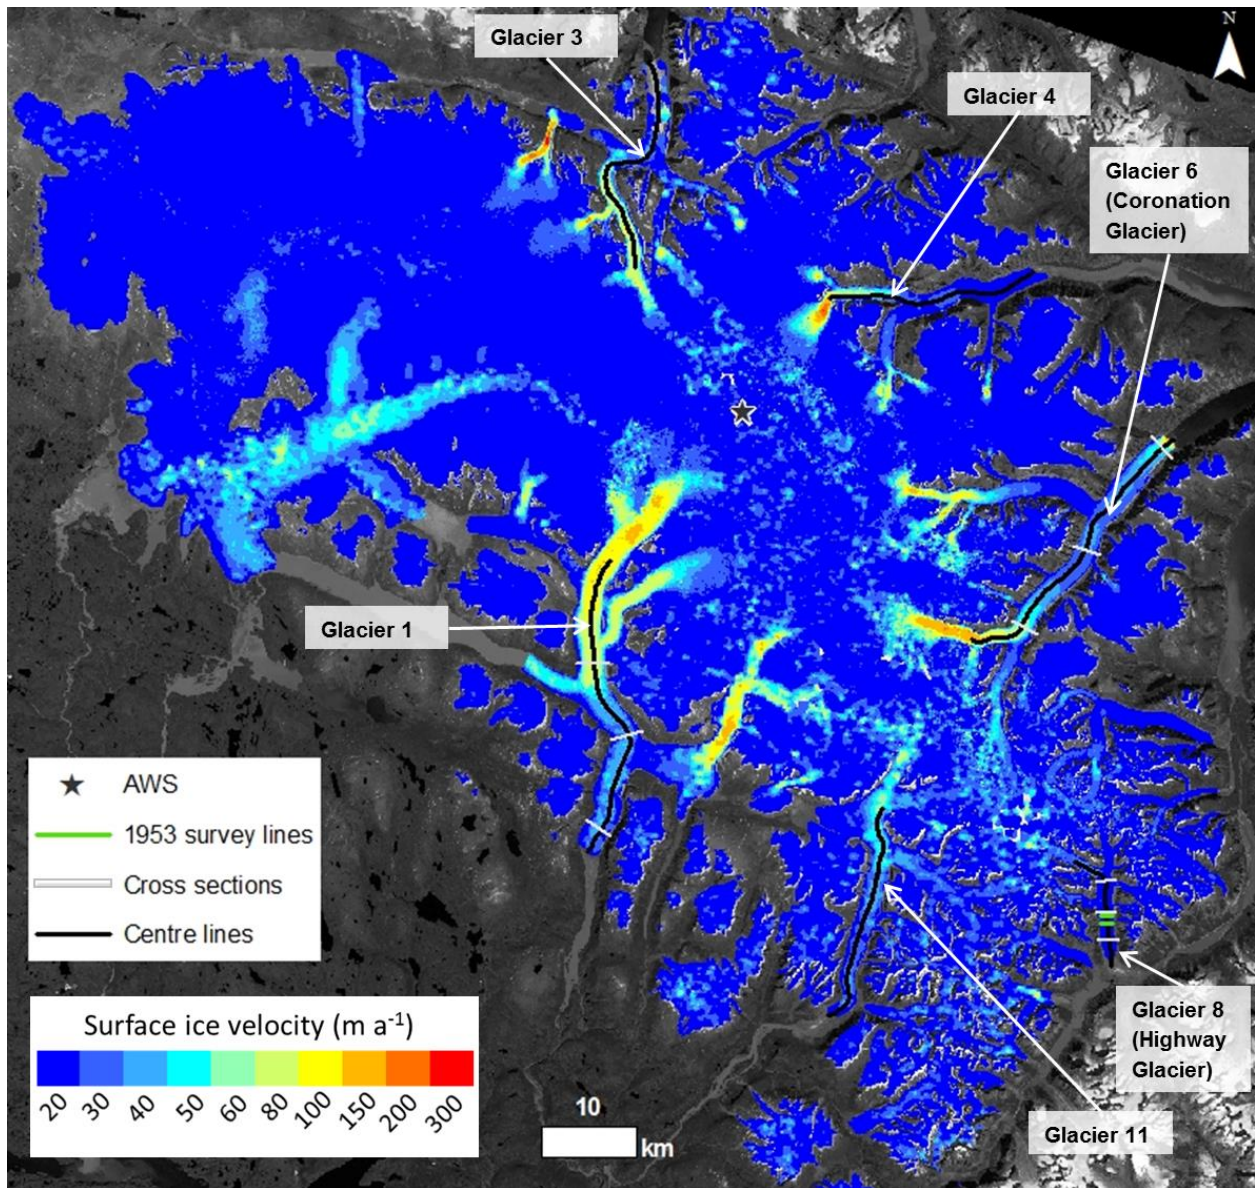 N
Glacier 3
Glacier 4
Glacier 6
(Coronation
Glacier)
Glacier 1
AWS
1953 survey lines
Cross sections
Centre lines
Surface ice velocity (m a-1)
20 30 40 50 60 80 100 150 200 300
10
km
Glacier 8
(Highway
Glacier)
Glacier 11